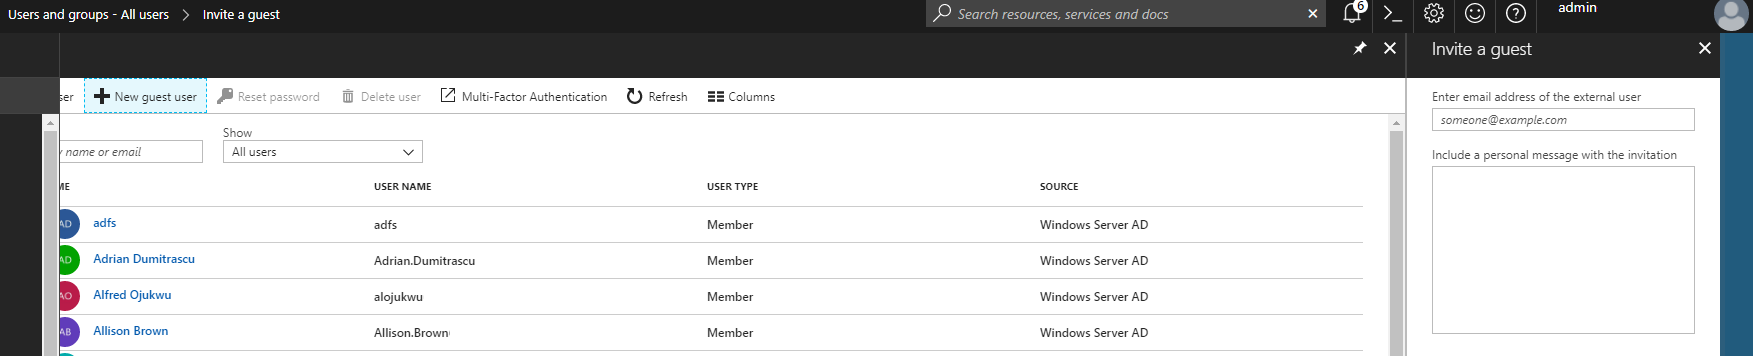 Users and groups - All users > Invite a guest
Search resources, services and docs
6
admin
Invite a guest
ser
New guest user
Reset password
Delete user
Multi-Factor Authentication
Refresh
Columns
Show
y name or email
All users
ME USER NAME USER TYPE SOURCE
AD adfs adfs Member Windows Server AD
AD Adrian Dumitrascu Adrian.Dumitrascu Member Windows Server AD
AO Alfred Ojukwu alojukwu Member Windows Server AD
AB Allison Brown Allison.Brown Member Windows Server AD
Enter email address of the external user
someone@example.com
Include a personal message with the invitation